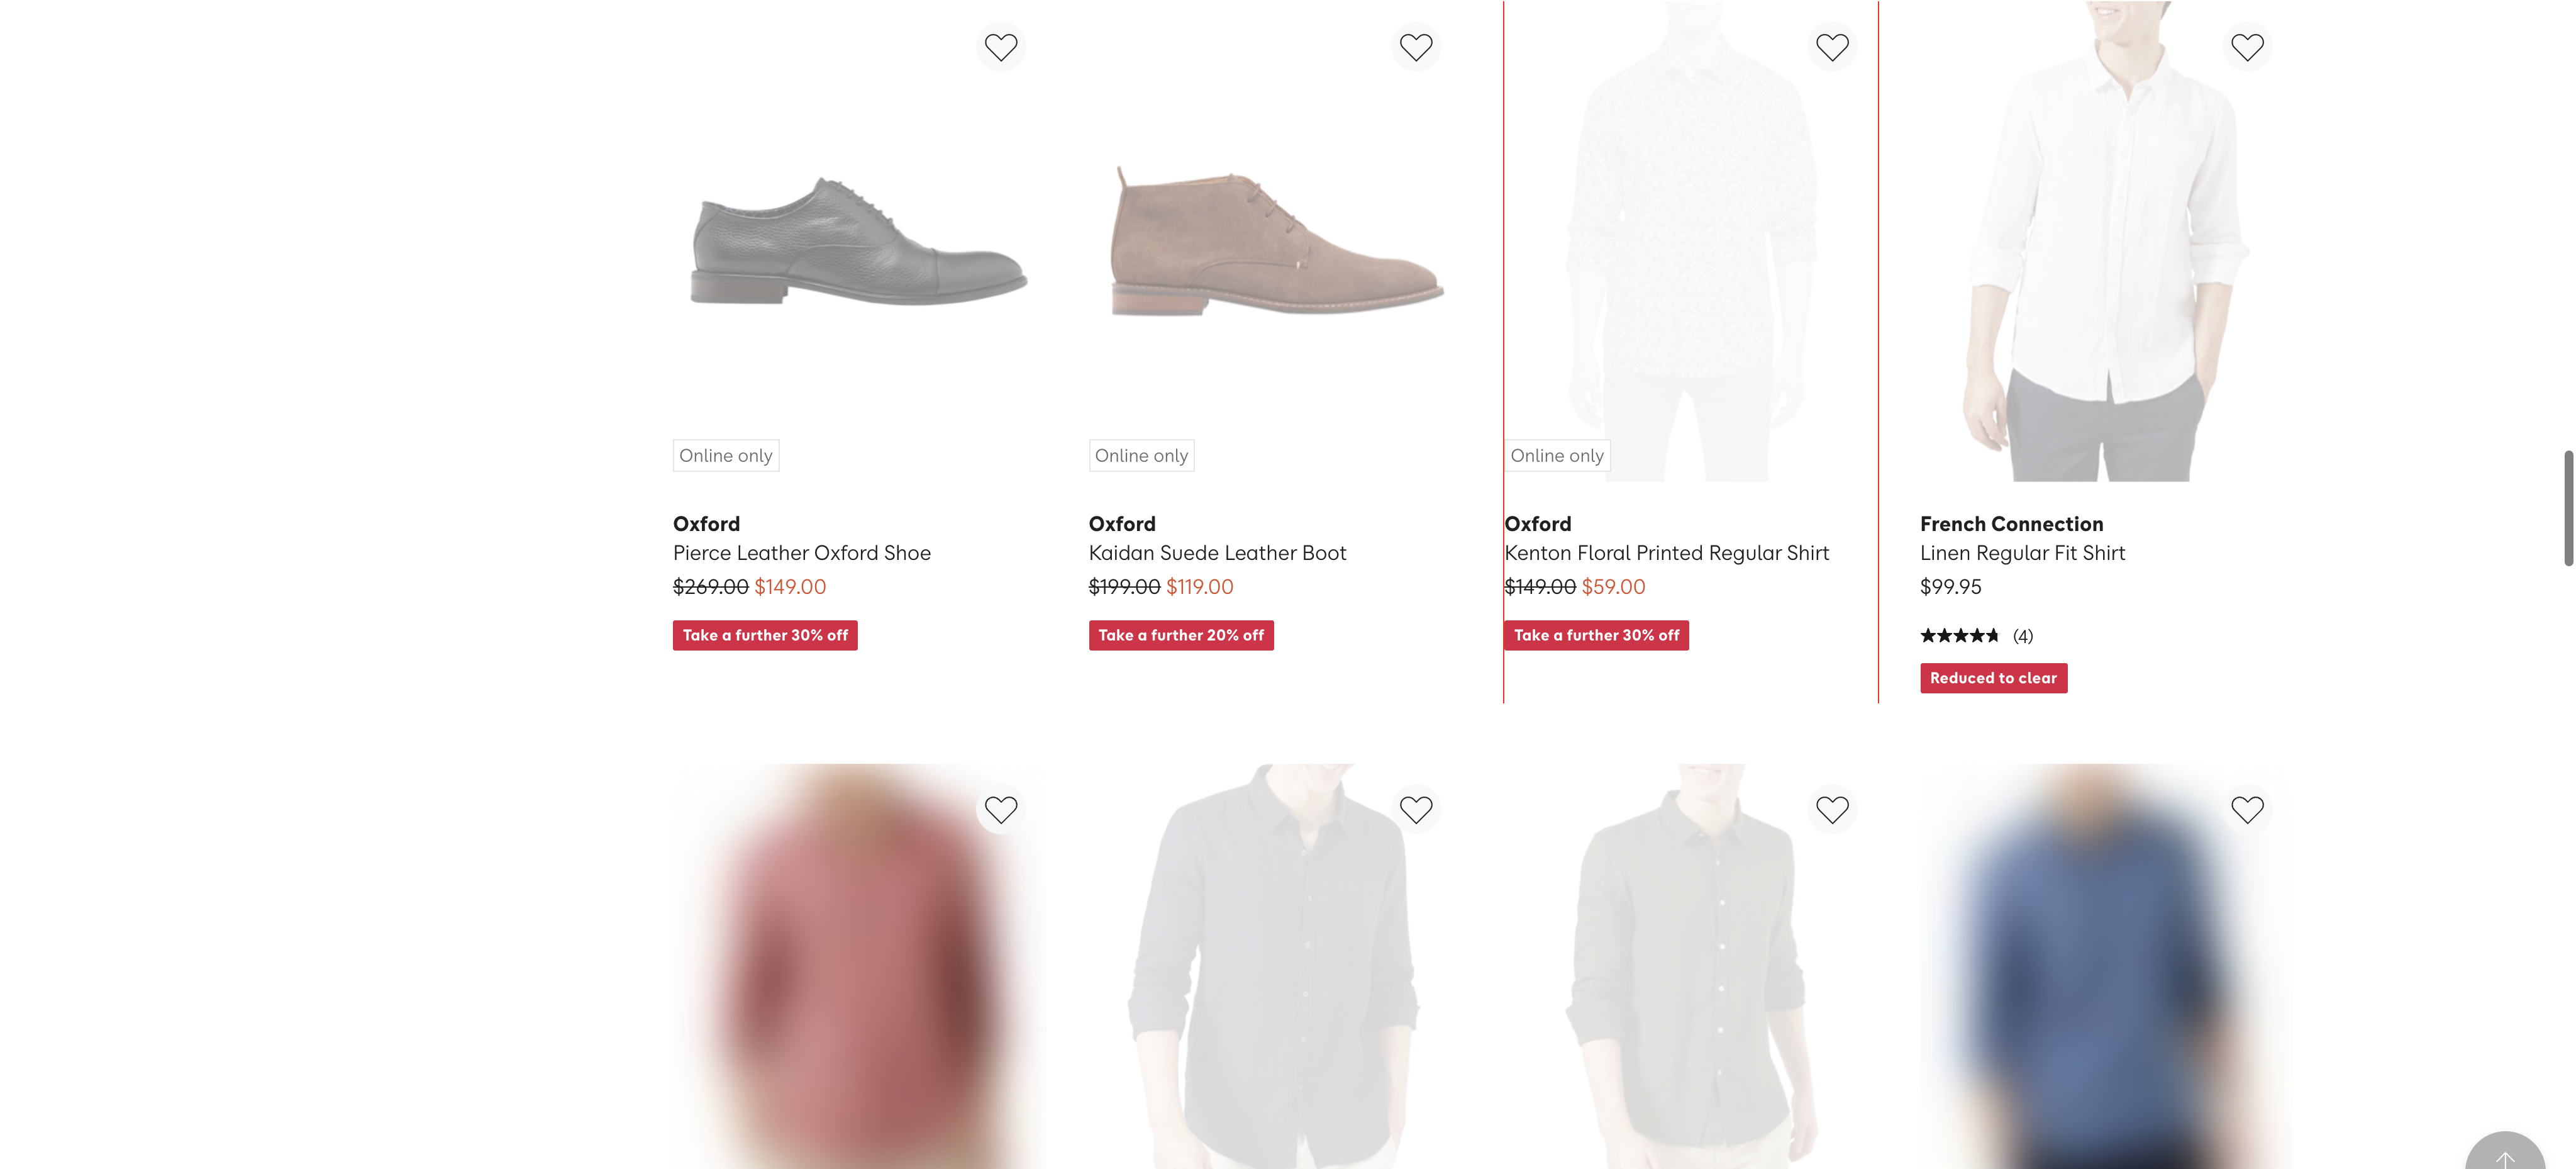 Online only
Oxford
Pierce Leather Oxford Shoe
$269.00 $149.00
Take a further 30% off
Online only
Oxford
Kaidan Suede Leather Boot
$199.00 $119.00
Take a further 20% off
Online only
Oxford
Kenton Floral Printed Regular Shirt
$149.00 $59.00
Take a further 30% off
French Connection
Linen Regular Fit Shirt
$99.95
(4)
Reduced to clear